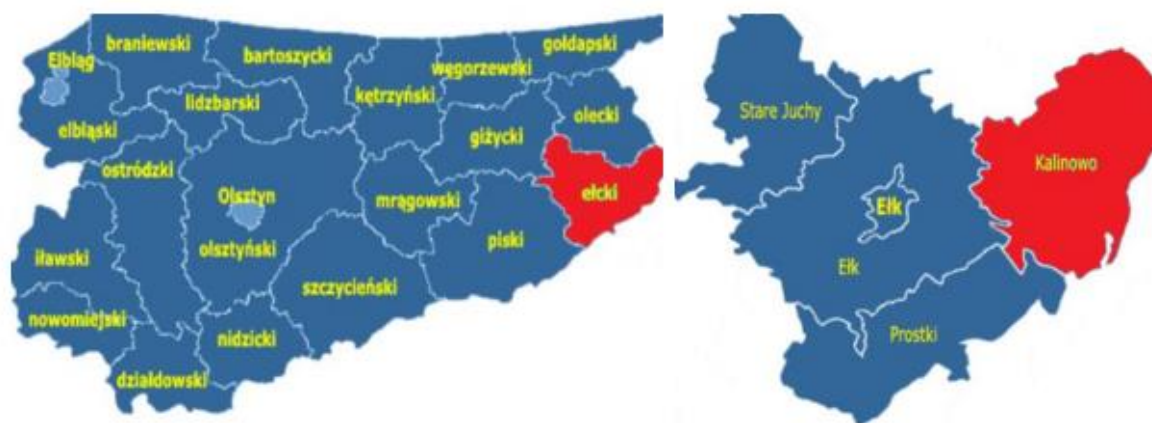 braniewski
Elbląg
bartoszycki
gołdapski
węgorzewski
kętrzyński
lidzbarski
olecki
elbląski
giżycki
ostródzki
ełcki
Olsztyn
mrągowski
piski
olsztyński
iławski
szczycieński
nowomiejski
nidzicki
działdowski
Stare Juchy
Kalinowo
Ełk
Ełk
Prostki